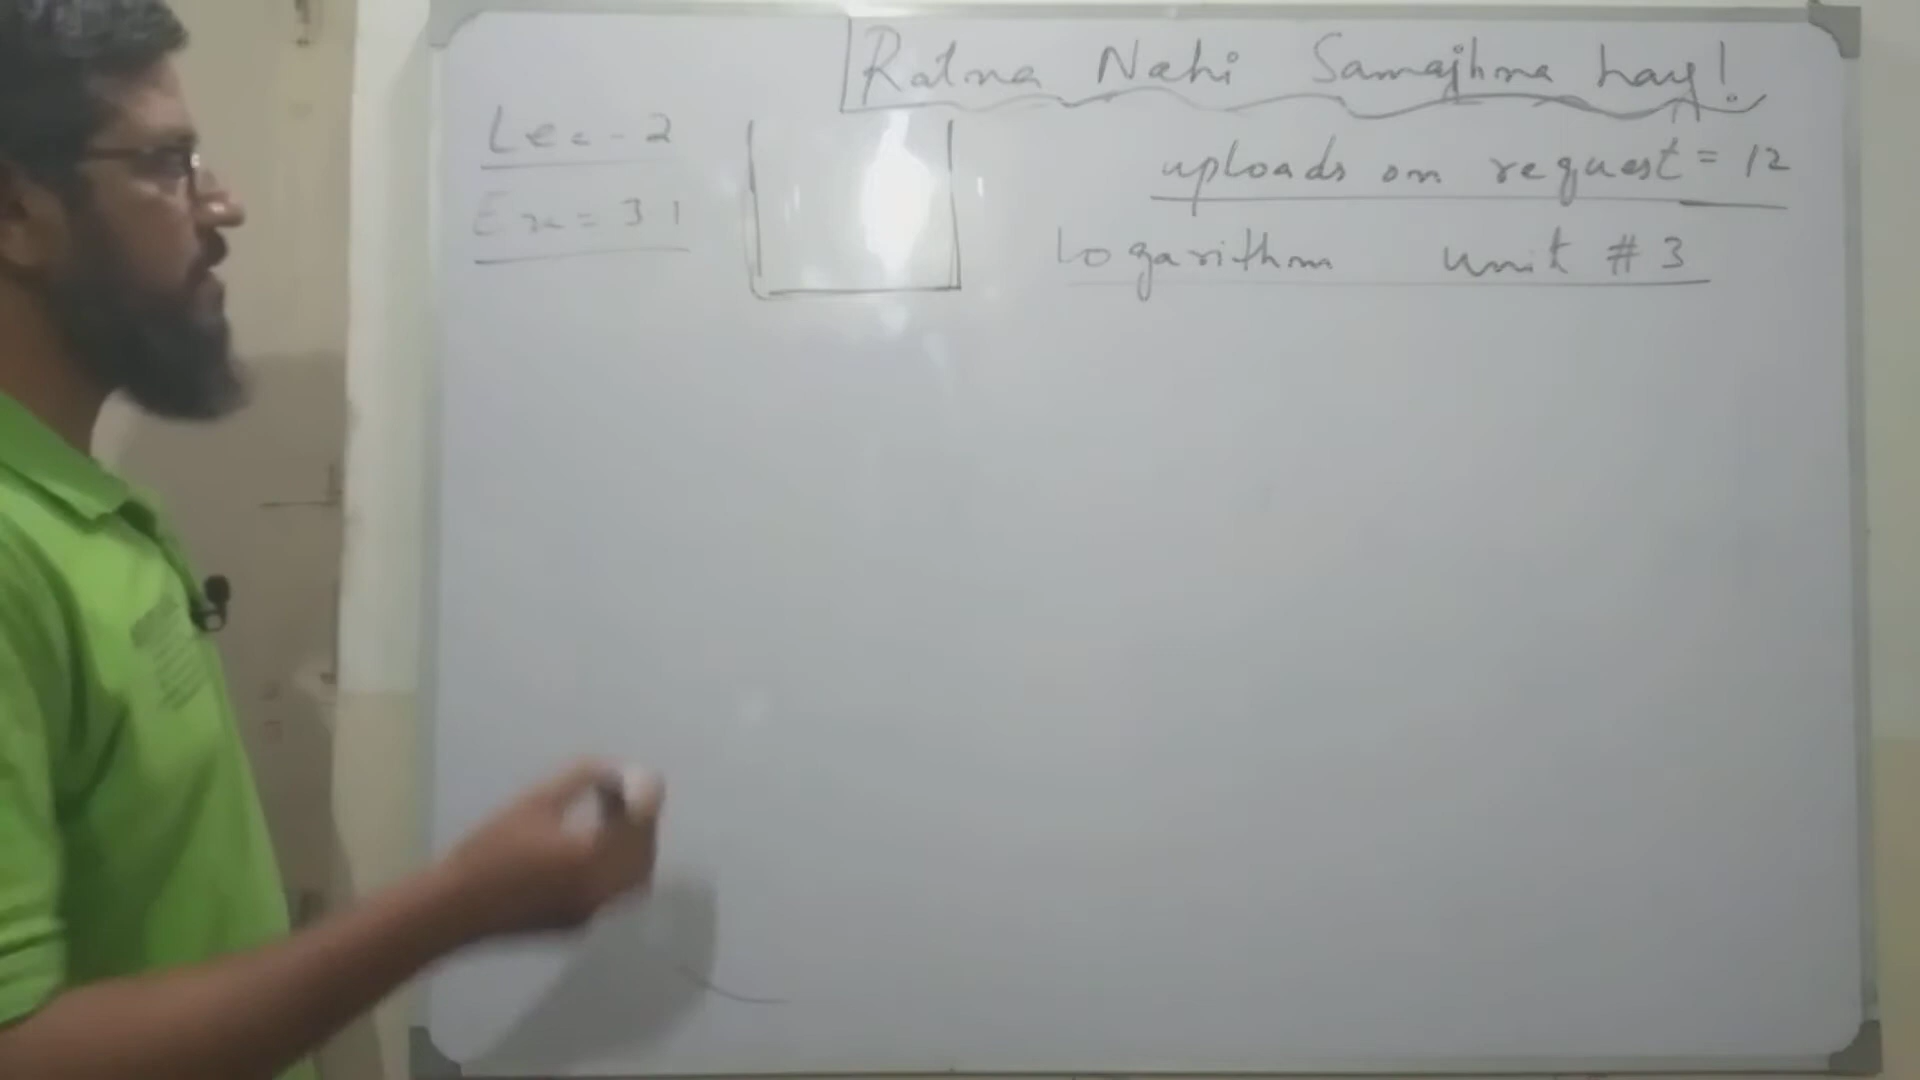 Ratna Nahi Samajhna hay!
Lec - 2
uploads on request = 12
Ex = 3 1
Logarithm unit # 3